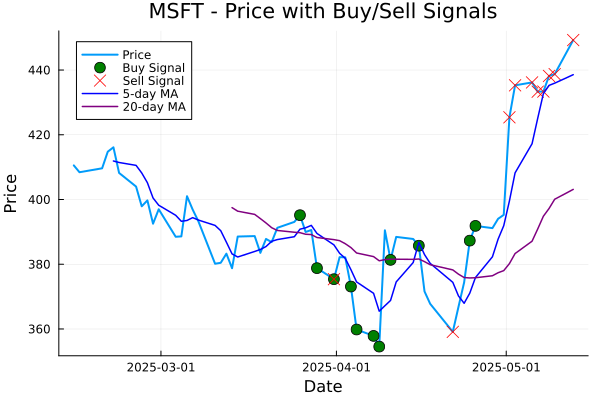 MSFT - Price with Buy/Sell Signals
Price
Buy Signal
Sell Signal
5-day MA
20-day MA
440
420
400
380
360
Price
2025-03-01
2025-04-01
2025-05-01
Date